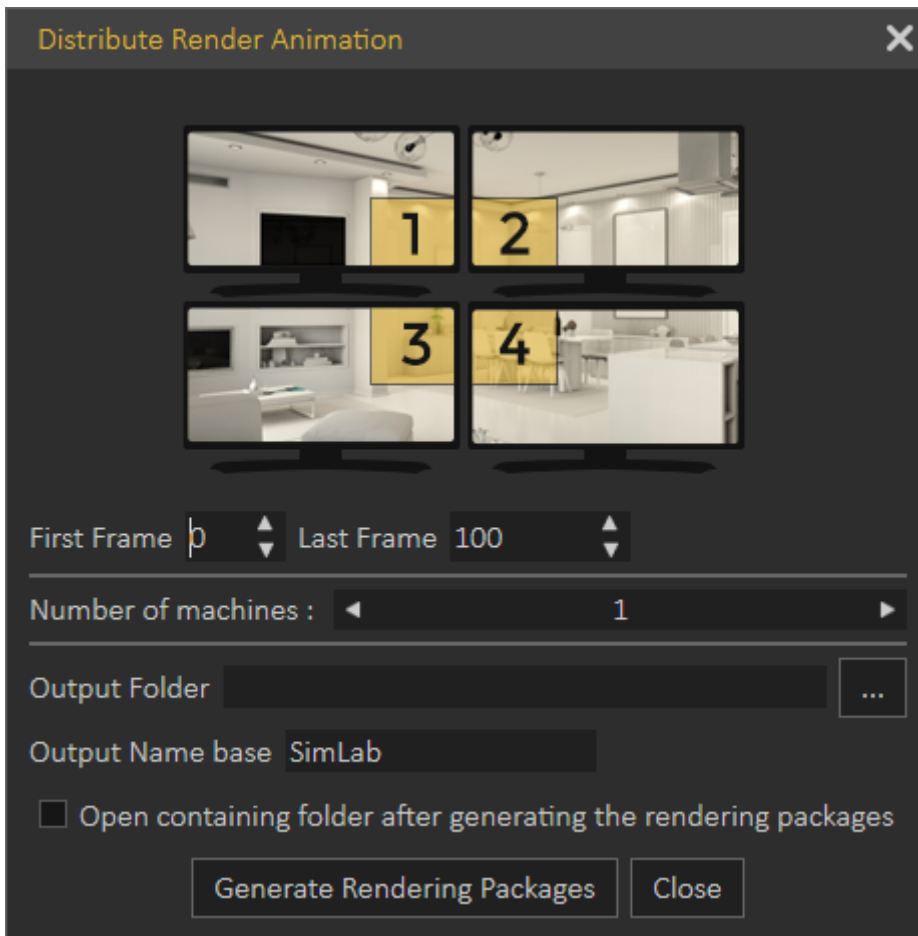 Distribute Render Animation
1 2
3 4
First Frame 0 Last Frame 100
Number of machines : 1
Output Folder ...
Output Name base SimLab
Open containing folder after generating the rendering packages
Generate Rendering Packages Close